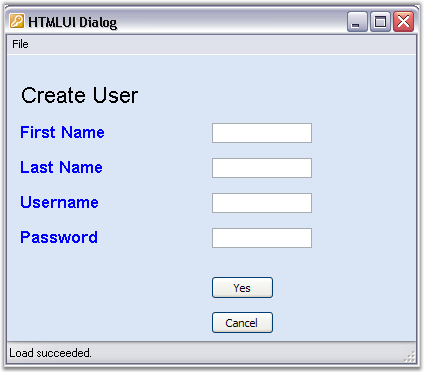 HTMLUI Dialog
File
Create User
First Name
Last Name
Username
Password
Yes
Cancel
Load succeeded.